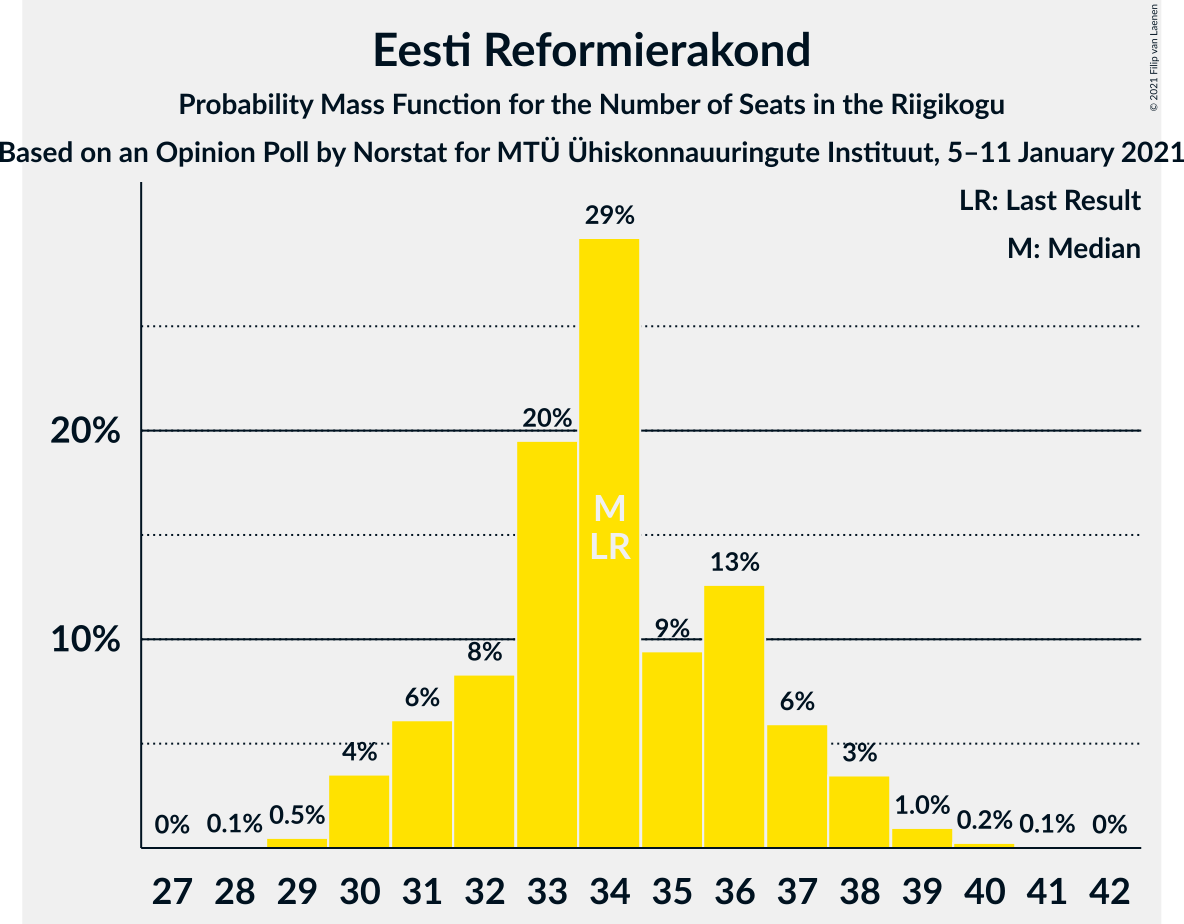 Eesti Reformierakond
Probability Mass Function for the Number of Seats in the Riigikogu
Based on an Opinion Poll by Norstat for MTÜ Ühiskonnauuringute Instituut, 5–11 January 2021
© 2021 Filip van Laenen
LR: Last Result
M: Median
20%
10%
0%
0.1%
0.5%
4%
6%
8%
20%
29%
M
LR
9%
13%
6%
3%
1.0%
0.2%
0.1%
0%
27 28 29 30 31 32 33 34 35 36 37 38 39 40 41 42